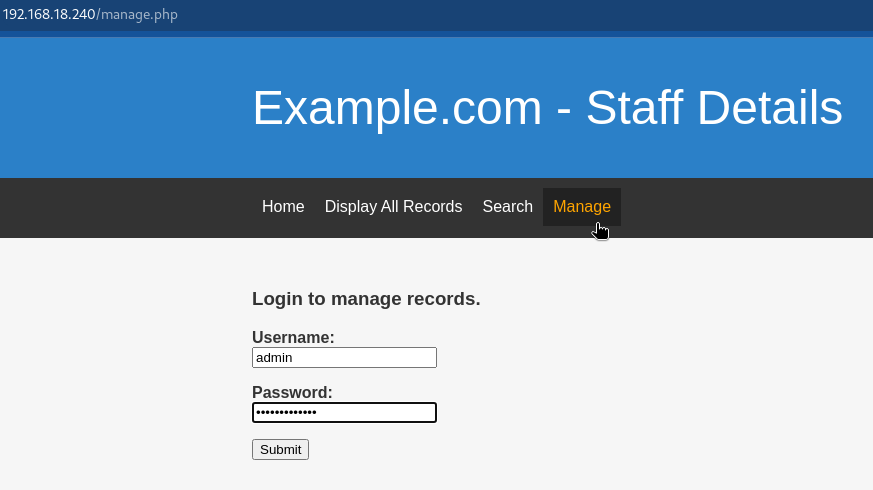 192.168.18.240/manage.php
Example.com - Staff Details
Home Display All Records Search Manage
Login to manage records.
Username:
admin
Password:
•••••••••••••
Submit